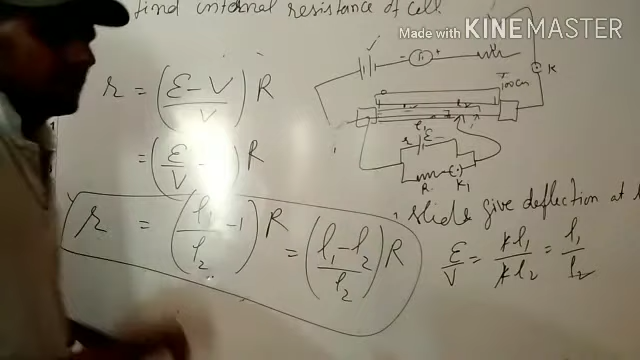 find internal resistance of cell
Made with KINEMASTER
r = (ε - V / V) R
= (ε / V - ) R
r = (l₁ / l₂ - 1) R = (l₁ - l₂ / l₂) R
K
100cm
r ε
R K₁
slide give deflection at
ε / V = kl₁ / kl₂ = l₁ / l₂